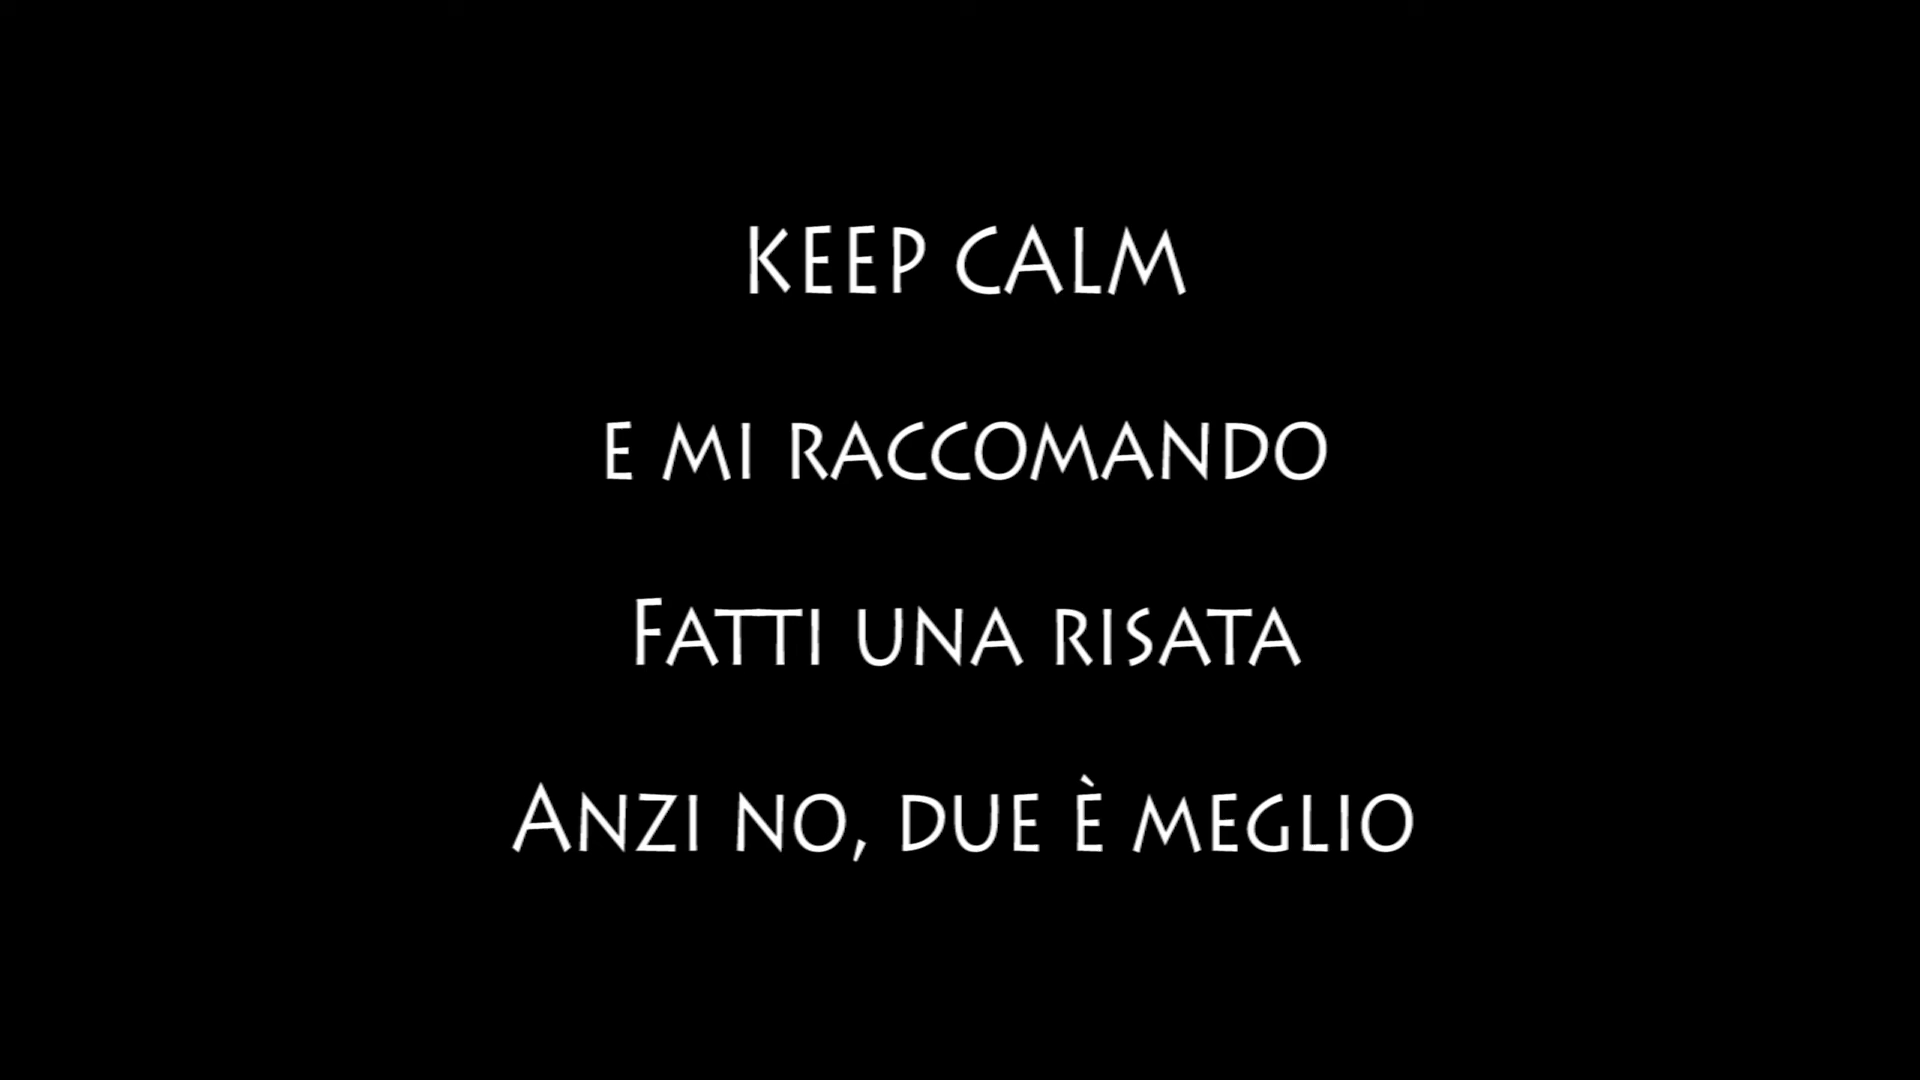 KEEP CALM
E MI RACCOMANDO
FATTI UNA RISATA
ANZI NO, DUE È MEGLIO